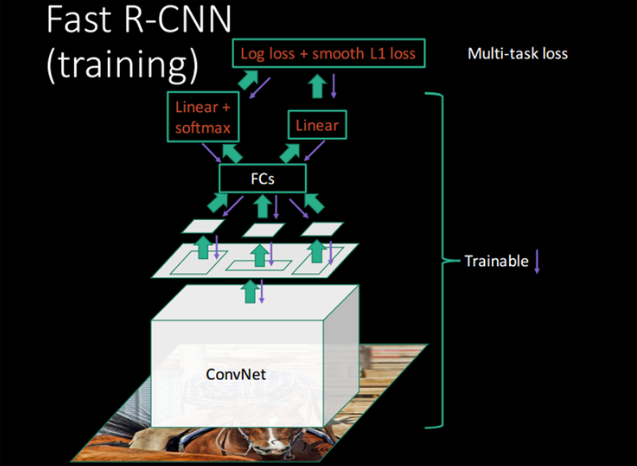 Fast R-CNN
(training)
Log loss + smooth L1 loss
Multi-task loss
Linear +
softmax
Linear
FCs
Trainable
ConvNet